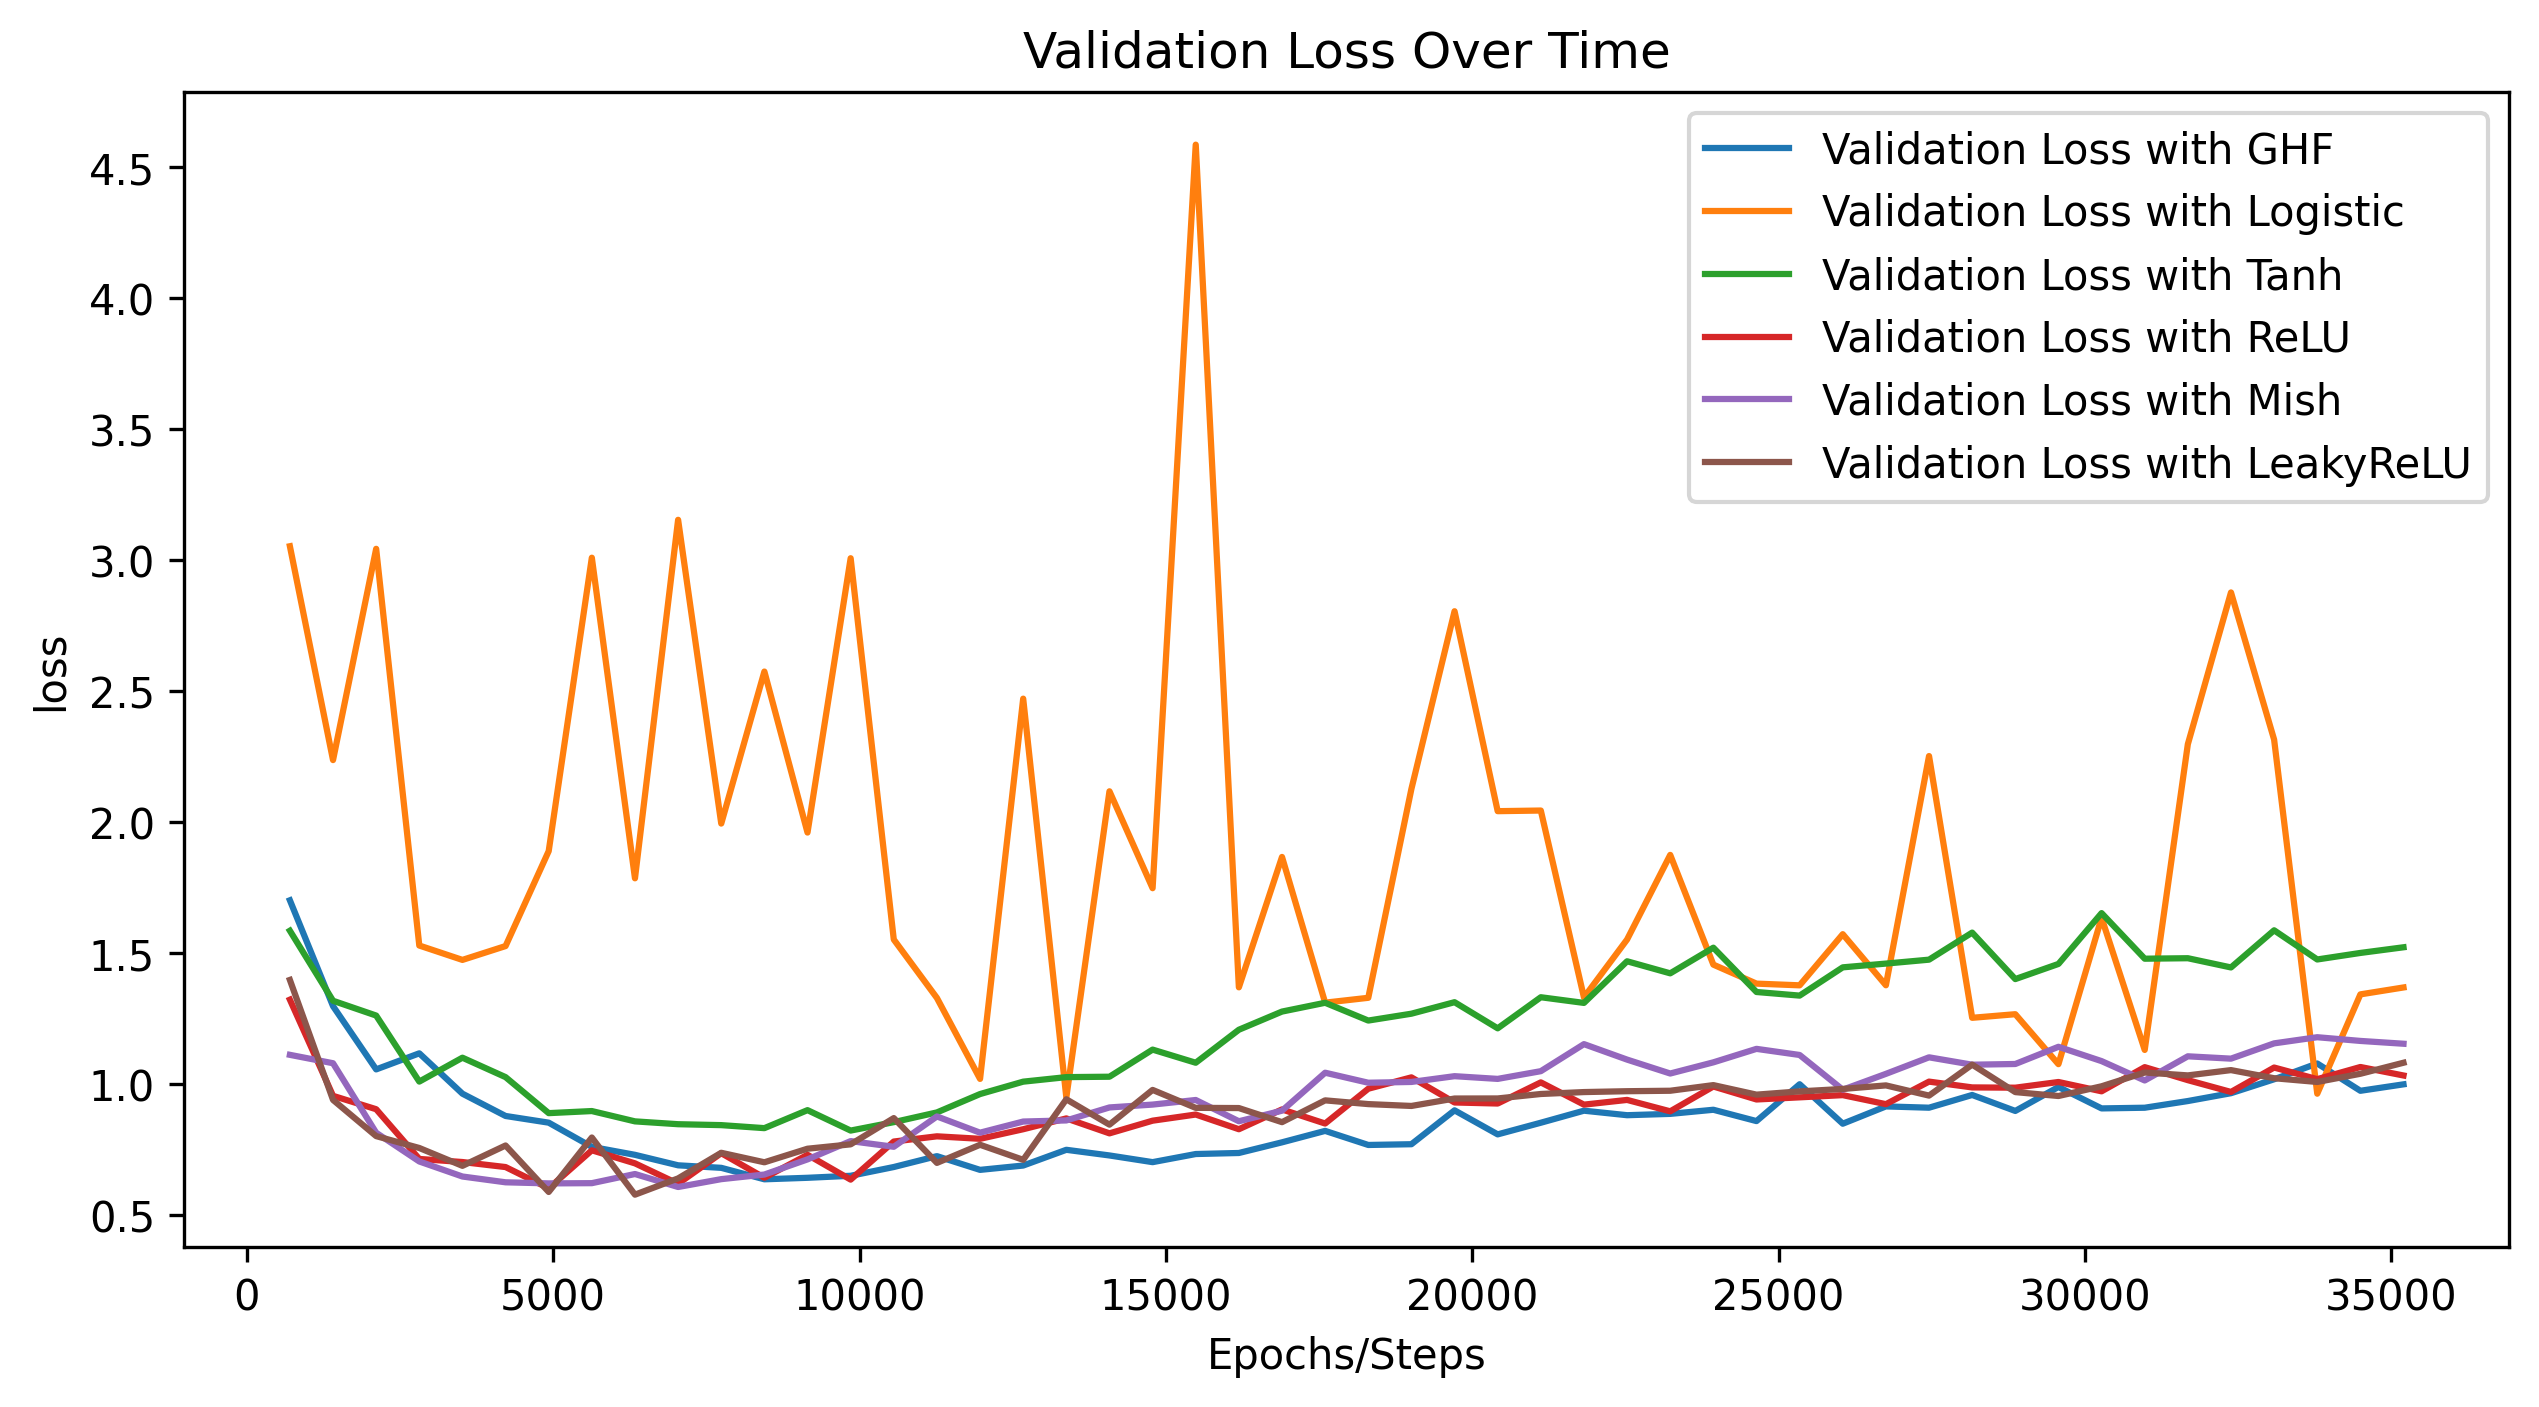 Validation Loss Over Time
Validation Loss with GHF
Validation Loss with Logistic
Validation Loss with Tanh
Validation Loss with ReLU
Validation Loss with Mish
Validation Loss with LeakyReLU
loss
4.5
4.0
3.5
3.0
2.5
2.0
1.5
1.0
0.5
0 5000 10000 15000 20000 25000 30000 35000
Epochs/Steps